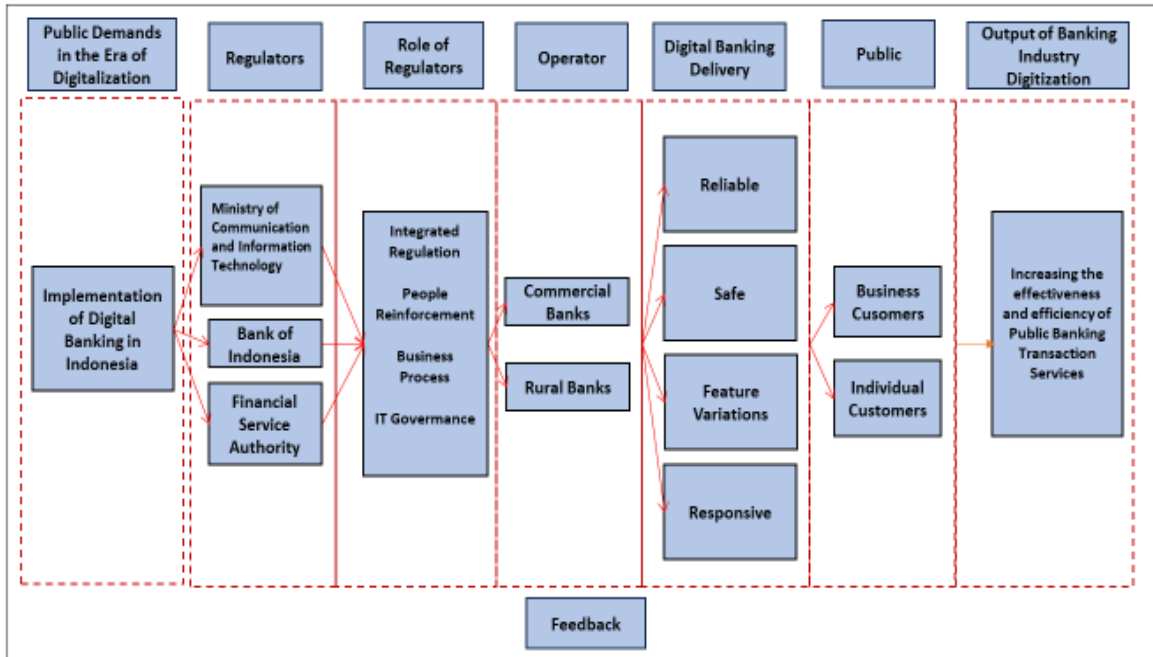 Public Demands
in the Era of
Digitalization
Regulators
Role of
Regulators
Operator
Digital Banking
Delivery
Public
Output of Banking
Industry
Digitization
Implementation
of Digital
Banking in
Indonesia
Ministry of
Communication
and Information
Technology
Bank of
Indonesia
Financial
Service
Authority
Integrated
Regulation
People
Reinforcement
Business
Process
IT Governance
Commercial
Banks
Rural Banks
Reliable
Safe
Feature
Variations
Responsive
Business
Cusomers
Individual
Customers
Increasing the
effectiveness
and efficiency of
Public Banking
Transaction
Services
Feedback